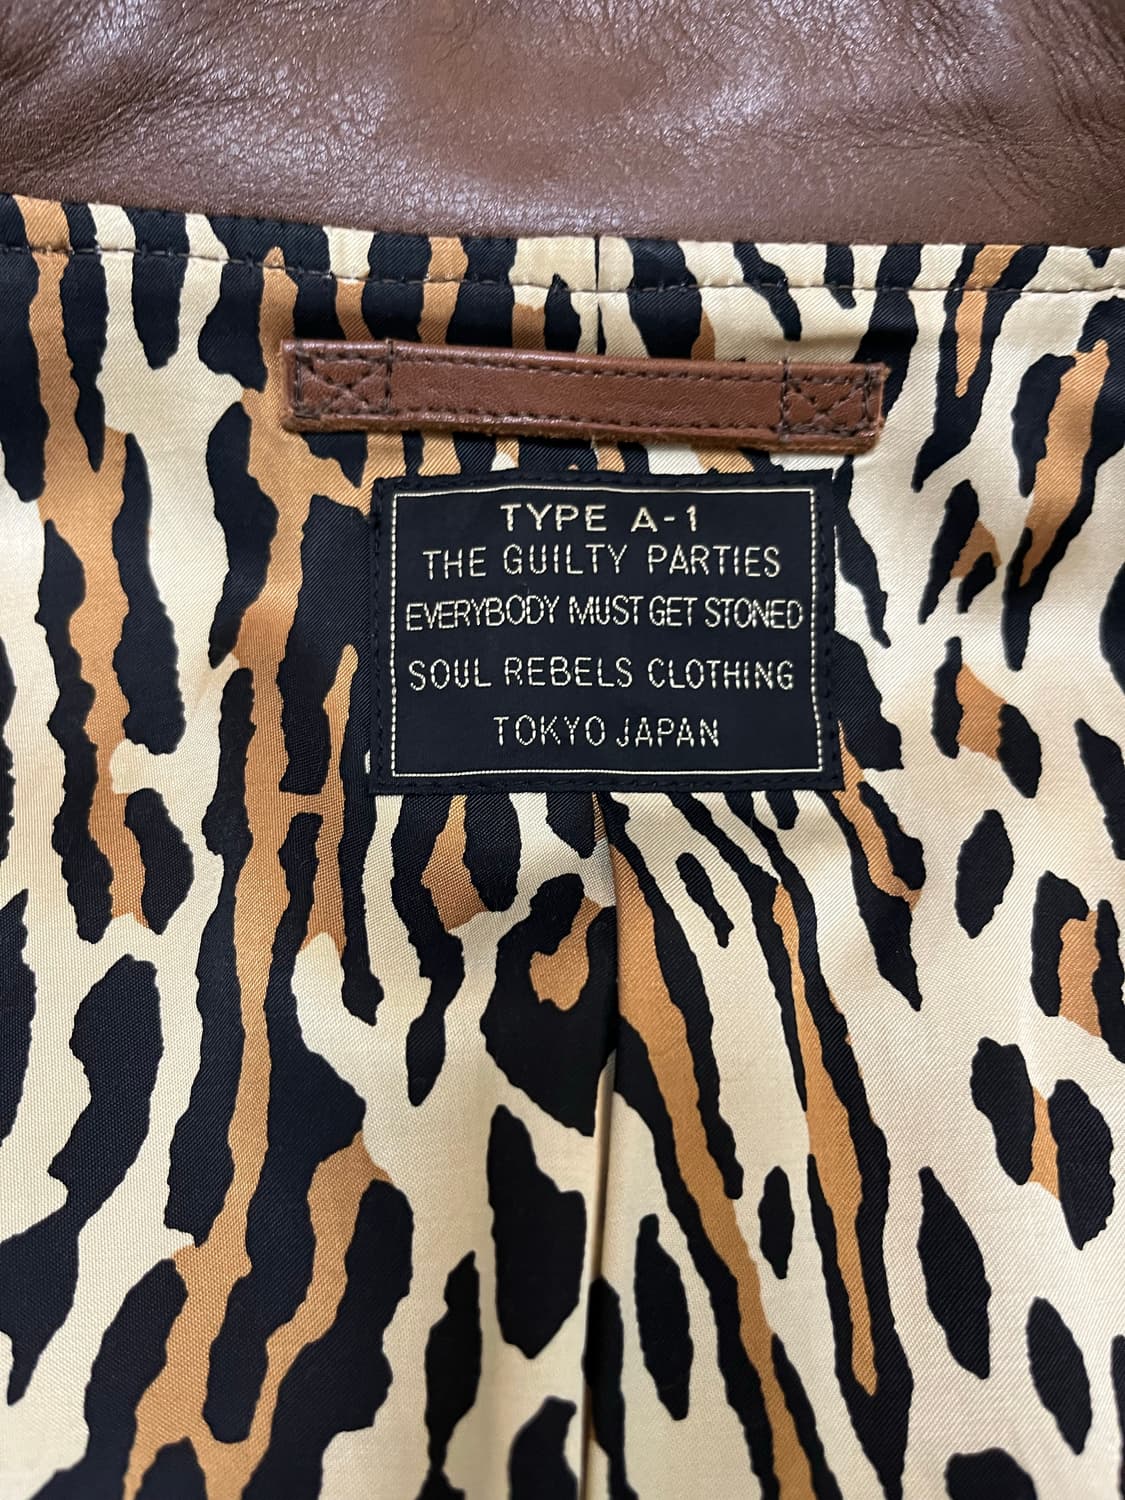 TYPE A-1
THE GUILTY PARTIES
EVERYBODY MUST GET STONED
SOUL REBELS CLOTHING
TOKYO JAPAN